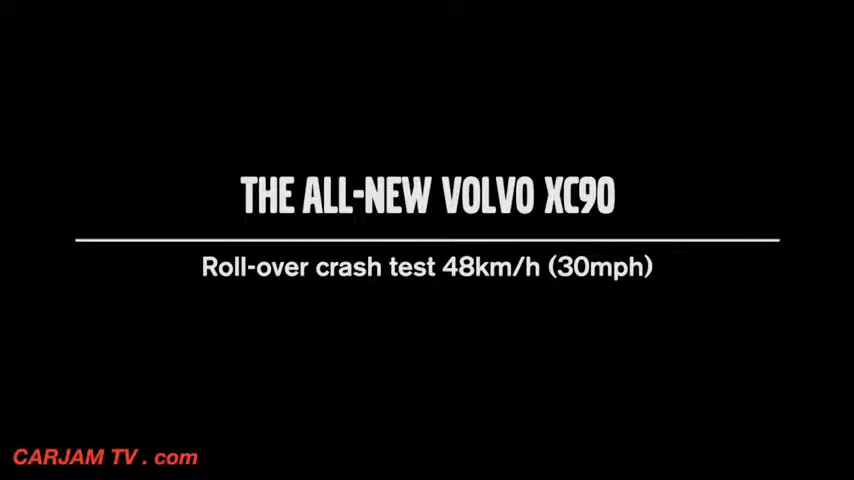 THE ALL-NEW VOLVO XC90
Roll-over crash test 48km/h (30mph)
CARJAM TV . com